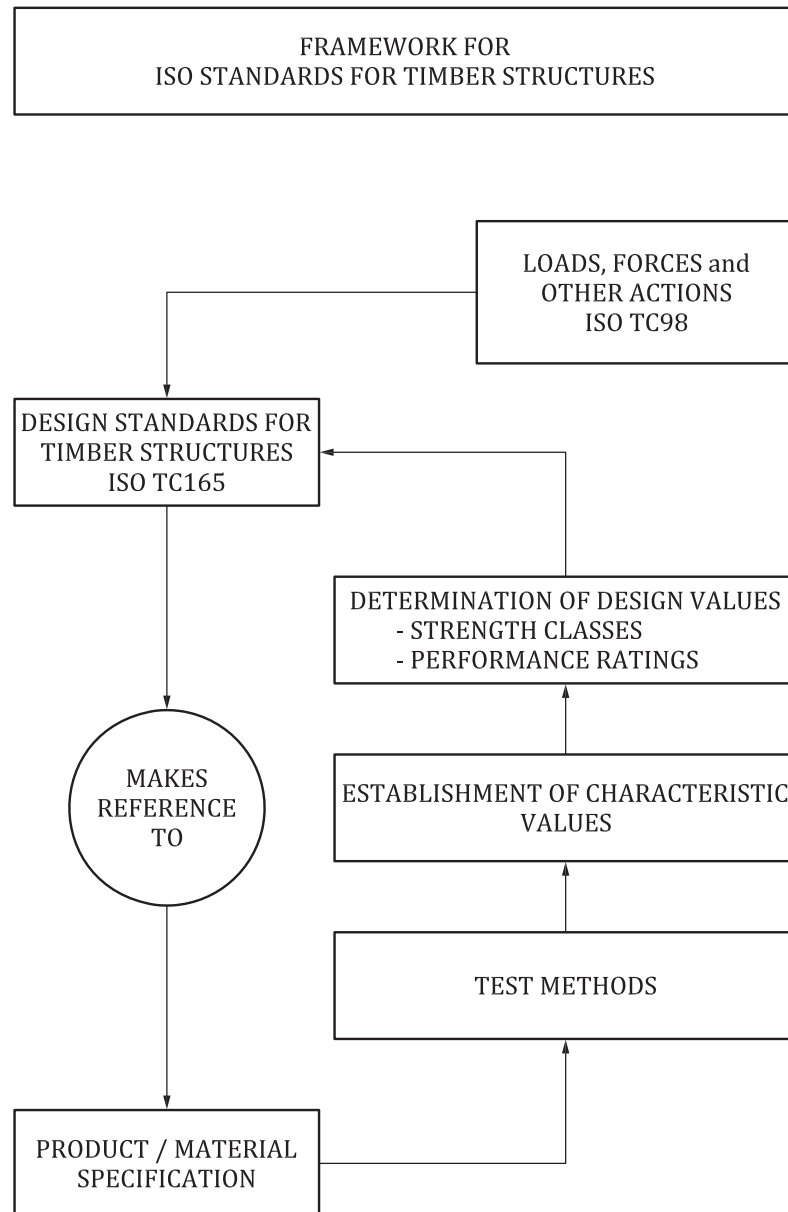 FRAMEWORK FOR
ISO STANDARDS FOR TIMBER STRUCTURES
LOADS, FORCES and
OTHER ACTIONS
ISO TC98
DESIGN STANDARDS FOR
TIMBER STRUCTURES
ISO TC165
DETERMINATION OF DESIGN VALUES
- STRENGTH CLASSES
- PERFORMANCE RATINGS
MAKES
REFERENCE
TO
ESTABLISHMENT OF CHARACTERISTIC
VALUES
TEST METHODS
PRODUCT / MATERIAL
SPECIFICATION